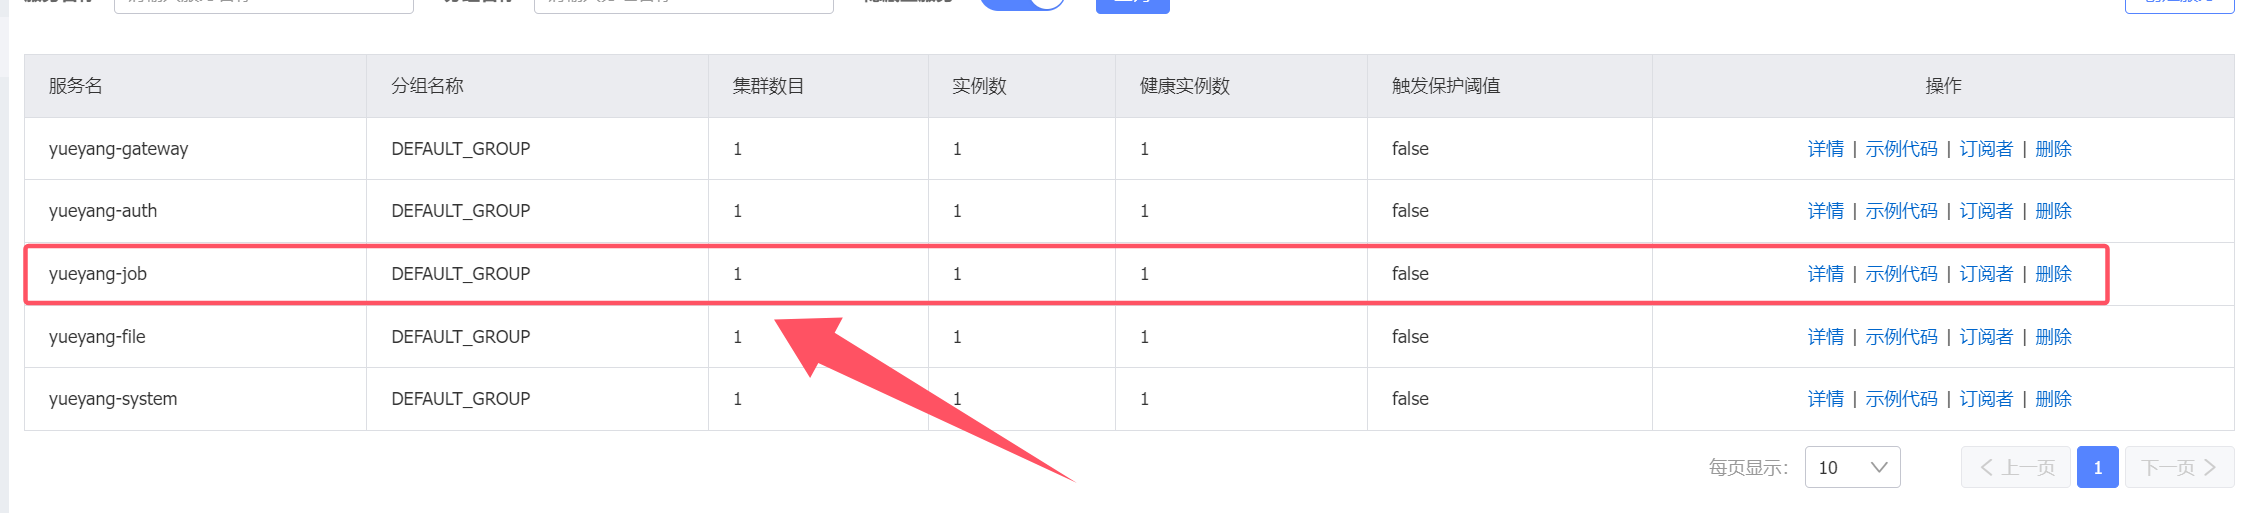 服务名 分组名称 集群数目 实例数 健康实例数 触发保护阈值 操作
yueyang-gateway DEFAULT_GROUP 1 1 1 false 详情 | 示例代码 | 订阅者 | 删除
yueyang-auth DEFAULT_GROUP 1 1 1 false 详情 | 示例代码 | 订阅者 | 删除
yueyang-job DEFAULT_GROUP 1 1 1 false 详情 | 示例代码 | 订阅者 | 删除
yueyang-file DEFAULT_GROUP 1 1 1 false 详情 | 示例代码 | 订阅者 | 删除
yueyang-system DEFAULT_GROUP 1 1 1 false 详情 | 示例代码 | 订阅者 | 删除
每页显示: 10 上一页 1 下一页